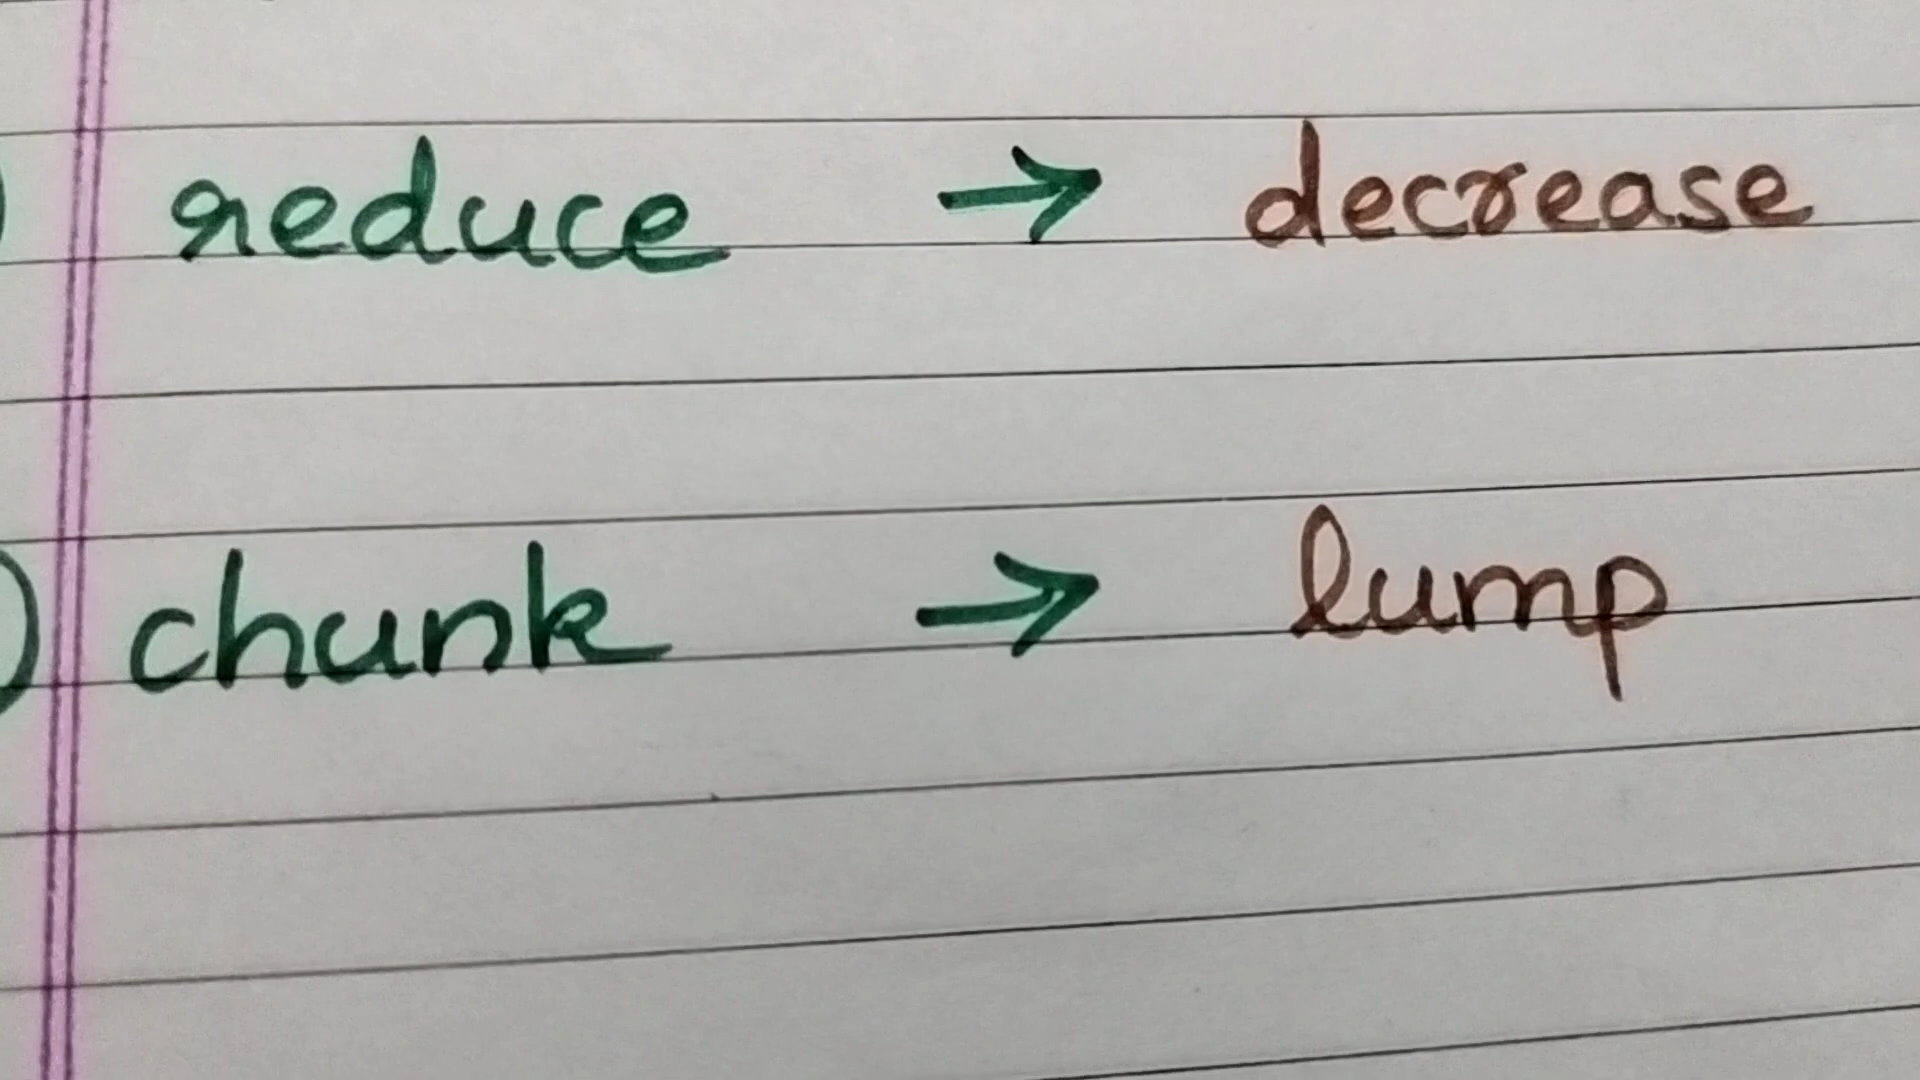 ) reduce → decrease
) chunk → lump